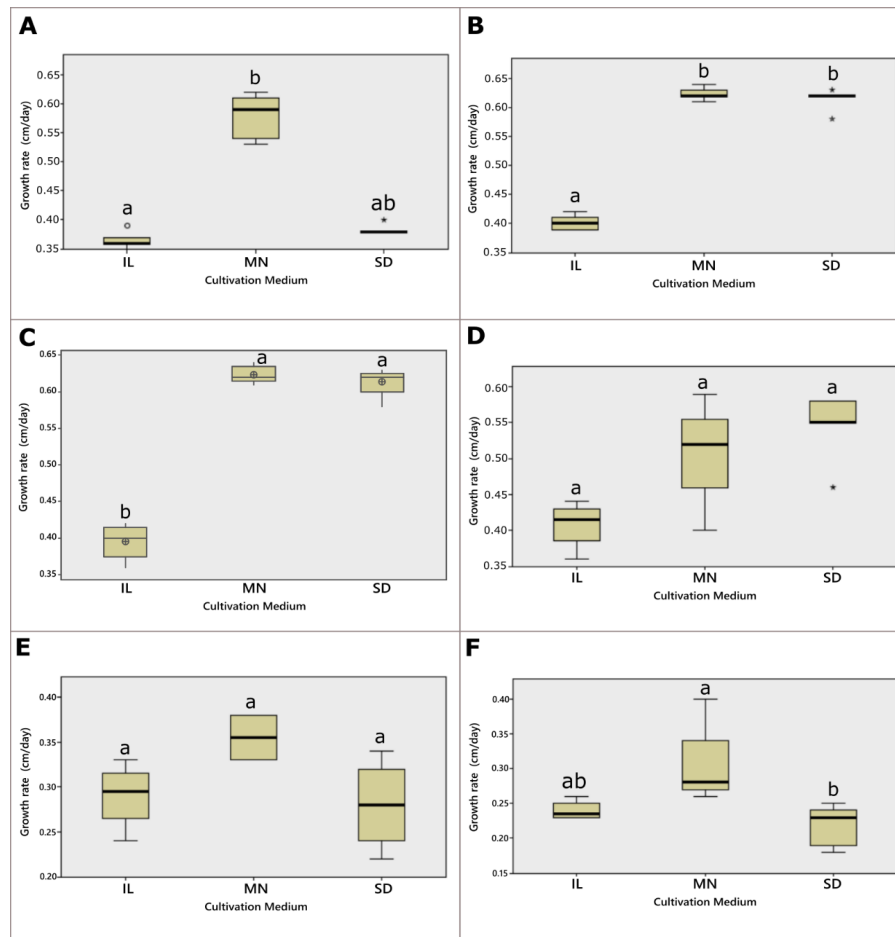 A
Growth rate (cm/day)
0.65
0.60
0.55
0.50
0.45
0.40
0.35
a
b
ab
IL
MN
SD
Cultivation Medium
B
Growth rate (cm/day)
0.65
0.60
0.55
0.50
0.45
0.40
0.35
a
b
b
IL
MN
SD
Cultivation Medium
C
Growth rate (cm/day)
0.65
0.60
0.55
0.50
0.45
0.40
0.35
b
a
a
IL
MN
SD
Cultivation Medium
D
Growth rate (cm/day)
0.60
0.55
0.50
0.45
0.40
0.35
a
a
a
IL
MN
SD
Cultivation Medium
E
Growth rate (cm/day)
0.40
0.35
0.30
0.25
0.20
a
a
a
IL
MN
SD
Cultivation Medium
F
Growth rate (cm/day)
0.40
0.35
0.30
0.25
0.20
0.15
ab
a
b
IL
MN
SD
Cultivation Medium